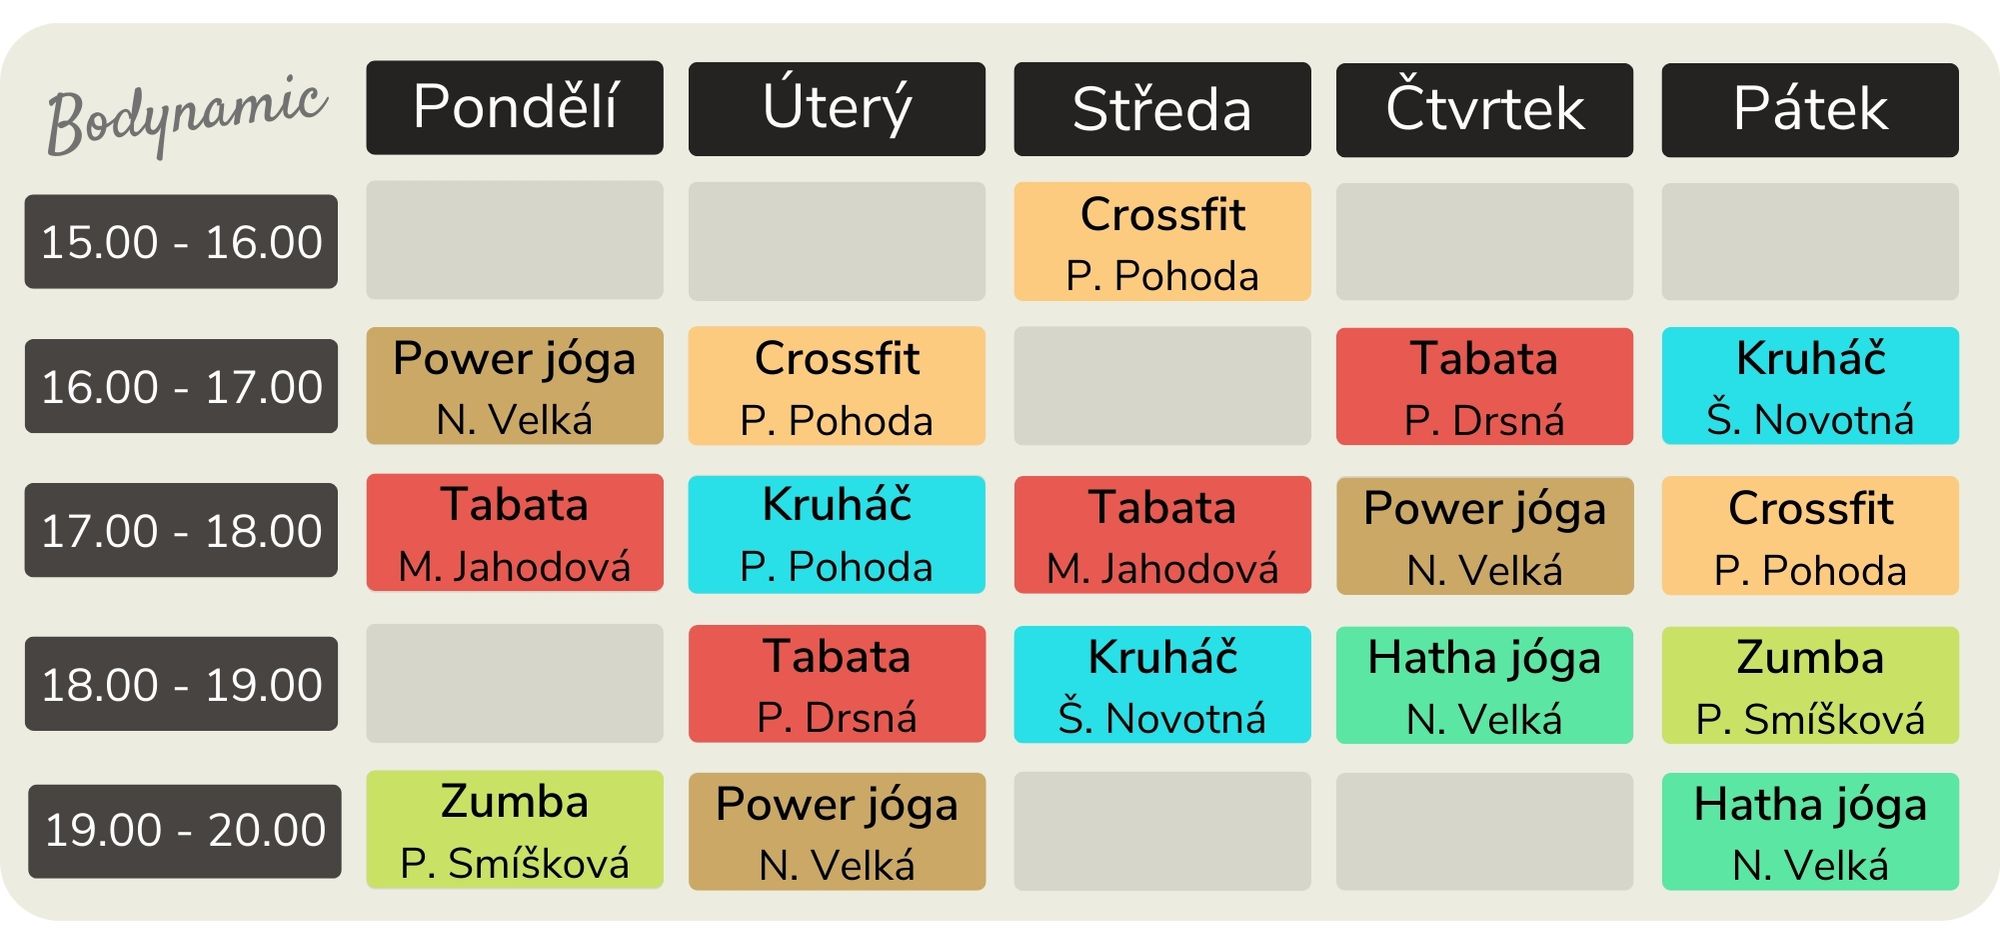 Bodynamic
Pondělí
Úterý
Středa
Čtvrtek
Pátek
15.00 - 16.00
Crossfit
P. Pohoda
16.00 - 17.00
Power jóga
N. Velká
Crossfit
P. Pohoda
Tabata
P. Drsná
Kruháč
Š. Novotná
17.00 - 18.00
Tabata
M. Jahodová
Kruháč
P. Pohoda
Tabata
M. Jahodová
Power jóga
N. Velká
Crossfit
P. Pohoda
18.00 - 19.00
Tabata
P. Drsná
Kruháč
Š. Novotná
Hatha jóga
N. Velká
Zumba
P. Smíšková
19.00 - 20.00
Zumba
P. Smíšková
Power jóga
N. Velká
Hatha jóga
N. Velká